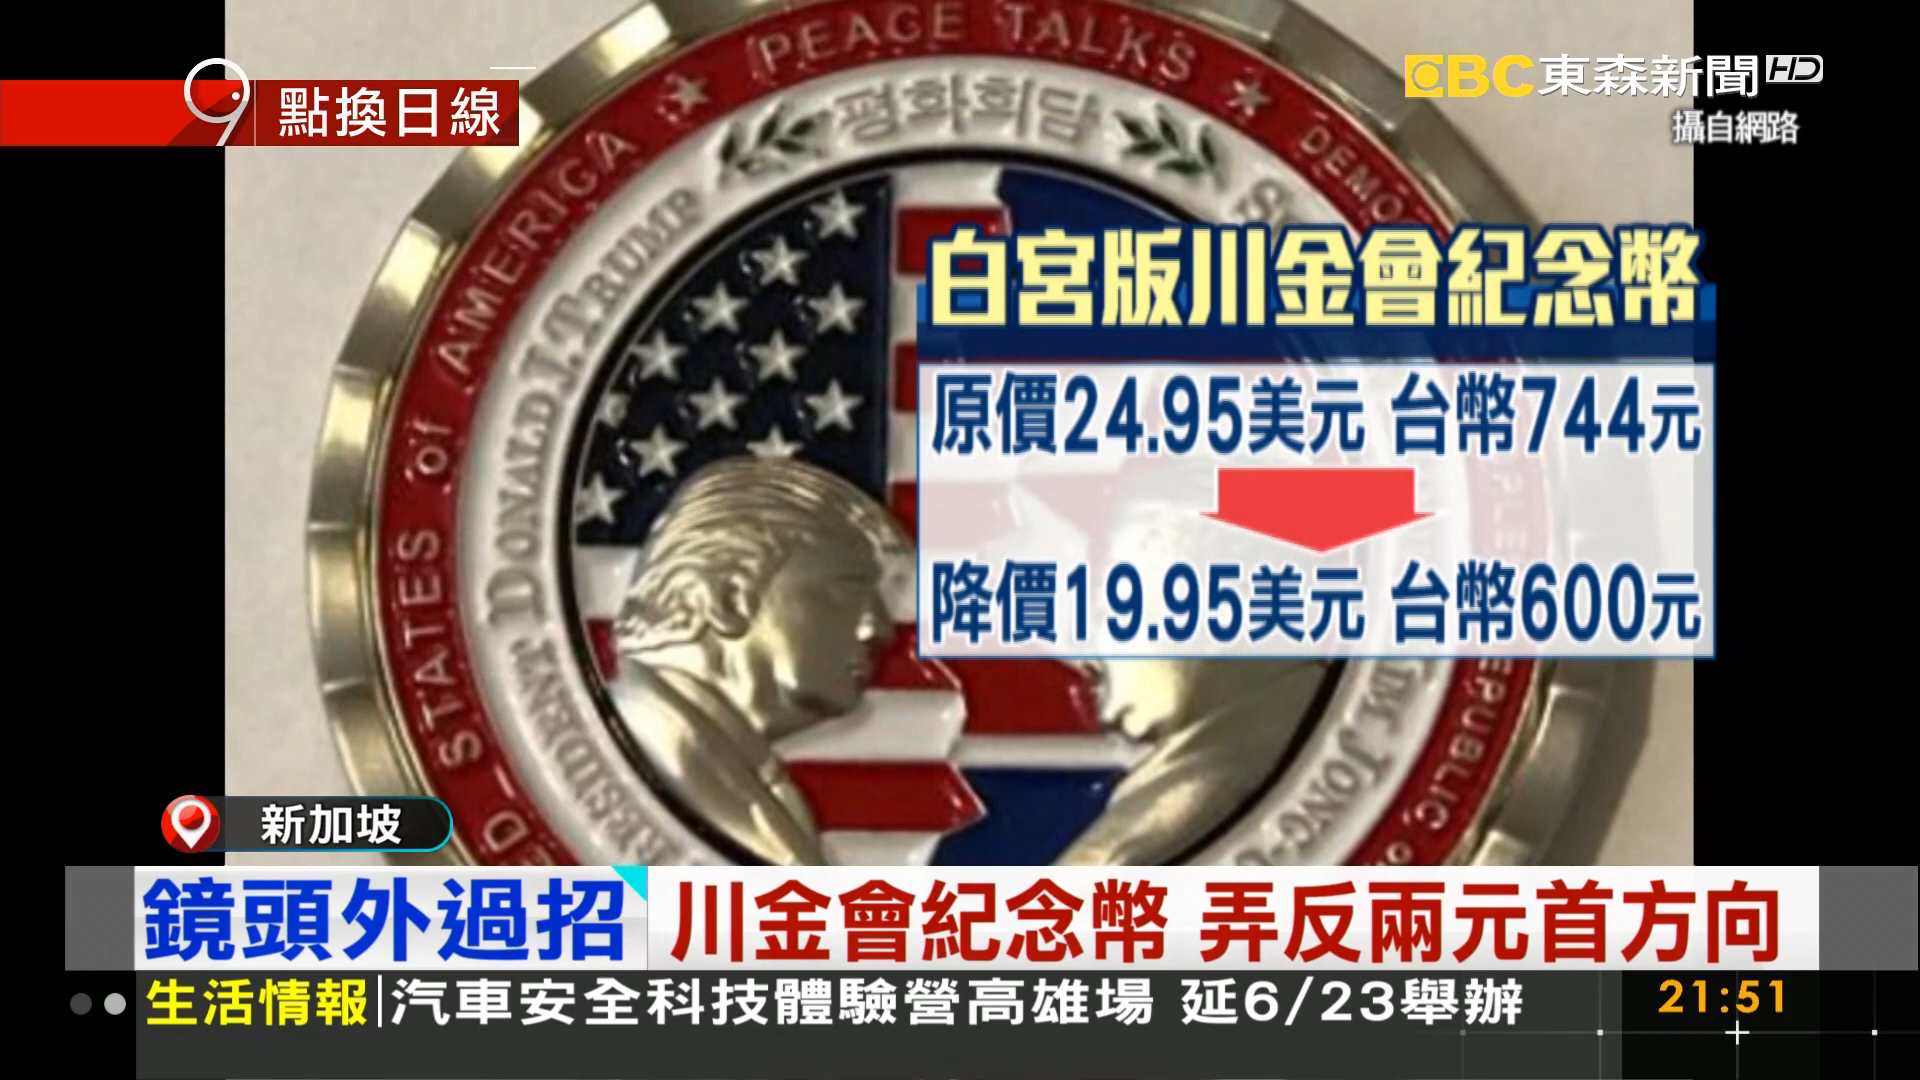 9點換日線
EBC東森新聞HD
攝自網路
PEACE TALKS
평화회담
STATES of AMERICA
PRESIDENT DONALD J. TRUMP
白宮版川金會紀念幣
原價24.95美元 台幣744元
降價19.95美元 台幣600元
JONG-U
REPUBLIC
新加坡
鏡頭外過招
川金會紀念幣 弄反兩元首方向
生活情報 汽車安全科技體驗營高雄場 延6/23舉辦
21:51